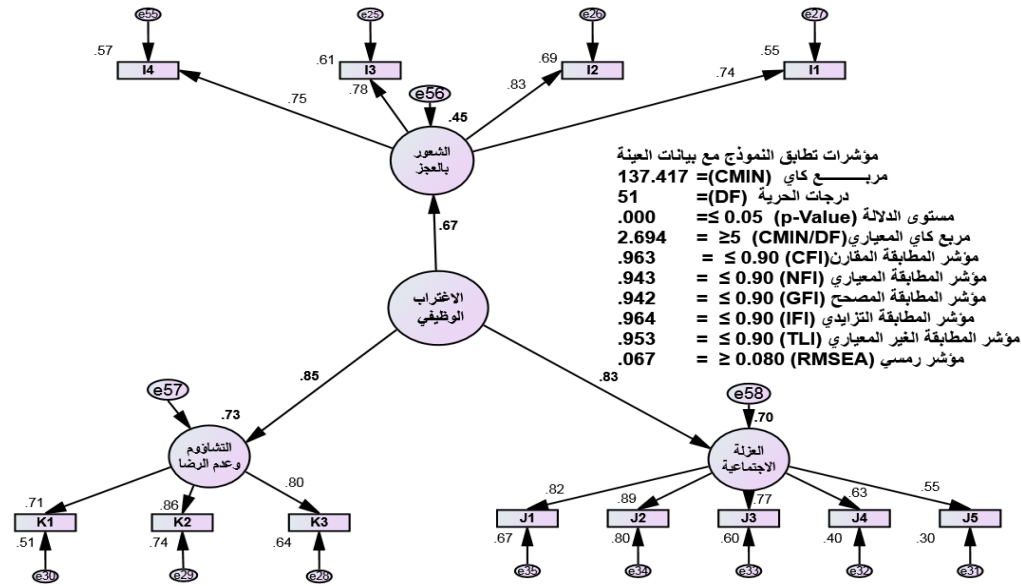 e55 e25 e26 e27
.57 .61 .69 .55
I4 I3 I2 I1
.75 .78 .83 .74
e56
.45
الشعور
بالعجز
.67
مؤشرات تطابق النموذج مع بيانات العينة
مربـــــــع كاي (CMIN)= 137.417
درجات الحرية (DF)= 51
مستوى الدلالة (p-Value) 0.05 ≥= .000
مربع كاي المعياري(CMIN/DF) 5≤ = 2.694
مؤشر المطابقة المقارن(CFI) 0.90 ≥ = .963
مؤشر المطابقة المعياري (NFI) 0.90 ≥ = .943
مؤشر المطابقة المصحح (GFI) 0.90 ≥ = .942
مؤشر المطابقة التزايدي (IFI) 0.90 ≥ = .964
مؤشر المطابقة الغير المعياري (TLI) 0.90 ≥ = .953
مؤشر رمسي (RMSEA) 0.080 ≤ = .067
الاغتراب
الوظيفي
.85 .83
e57 e58
.73 .70
التشاؤوم
وعدم الرضا
العزلة
الاجتماعية
.71 .86 .80 .82 .89 .77 .63 .55
K1 K2 K3 J1 J2 J3 J4 J5
.51 .74 .64 .67 .80 .60 .40 .30
e30 e29 e28 e35 e34 e33 e32 e31